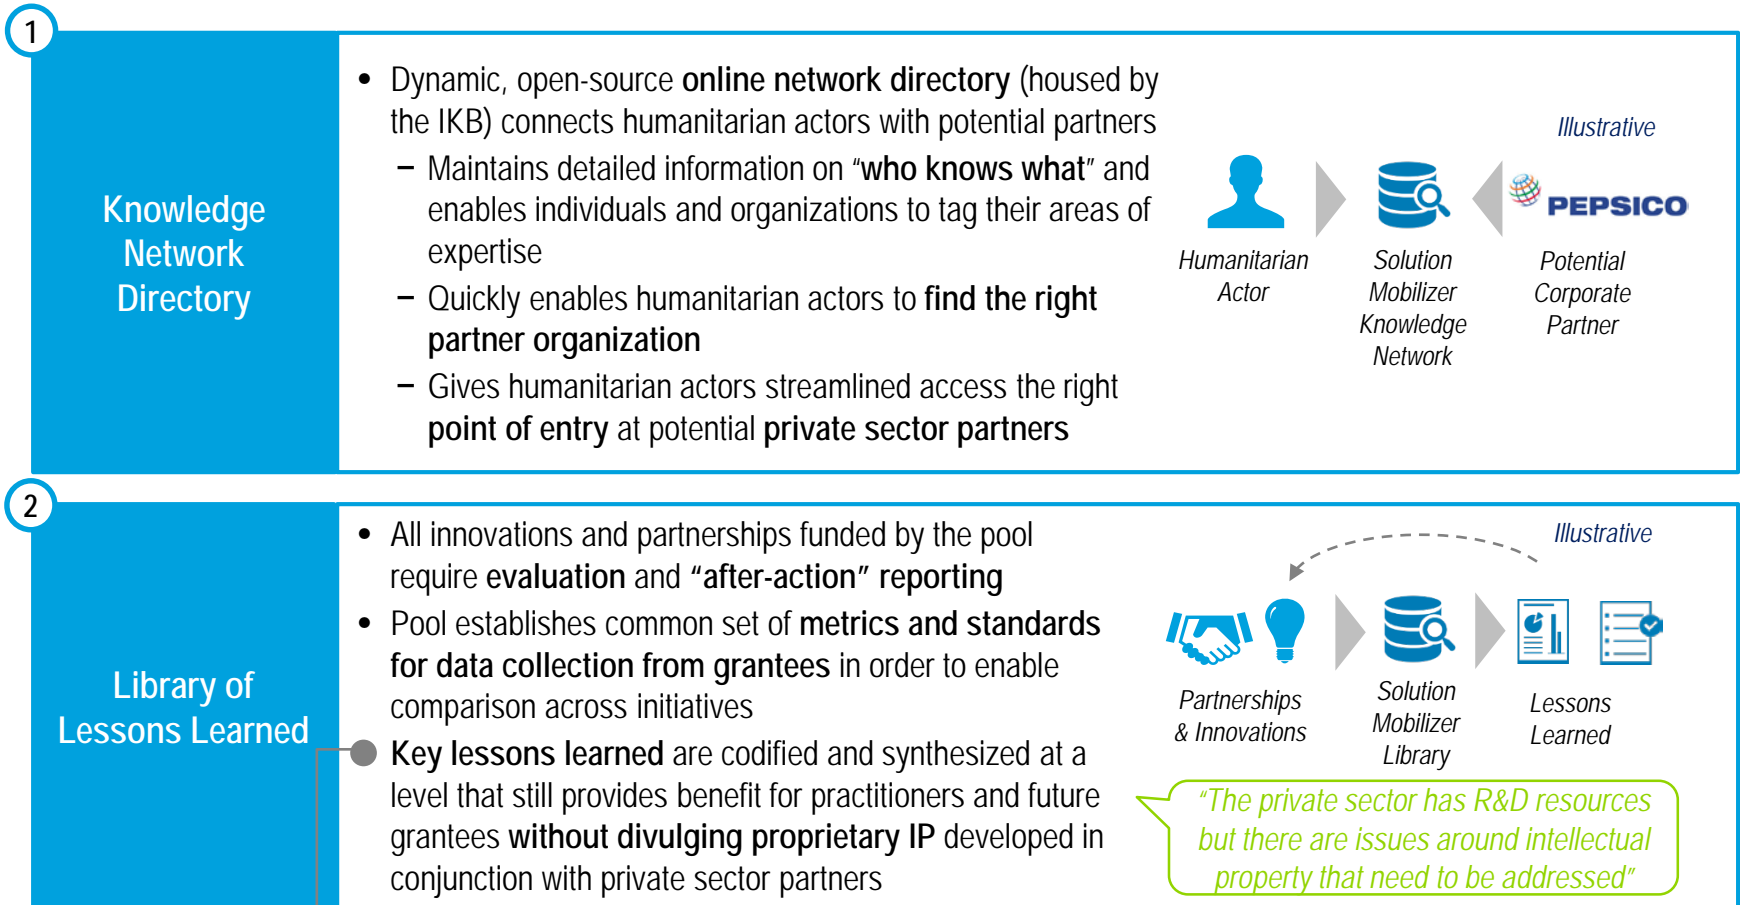 1
Knowledge
Network
Directory
• Dynamic, open-source online network directory (housed by
the IKB) connects humanitarian actors with potential partners
– Maintains detailed information on “who knows what” and
enables individuals and organizations to tag their areas of
expertise
– Quickly enables humanitarian actors to find the right
partner organization
– Gives humanitarian actors streamlined access the right
point of entry at potential private sector partners
Illustrative
PEPSICO
Humanitarian
Actor
Solution
Mobilizer
Knowledge
Network
Potential
Corporate
Partner
2
Library of
Lessons Learned
• All innovations and partnerships funded by the pool
require evaluation and “after-action” reporting
• Pool establishes common set of metrics and standards
for data collection from grantees in order to enable
comparison across initiatives
Key lessons learned are codified and synthesized at a
level that still provides benefit for practitioners and future
grantees without divulging proprietary IP developed in
conjunction with private sector partners
Illustrative
Partnerships
& Innovations
Solution
Mobilizer
Library
Lessons
Learned
“The private sector has R&D resources
but there are issues around intellectual
property that need to be addressed”